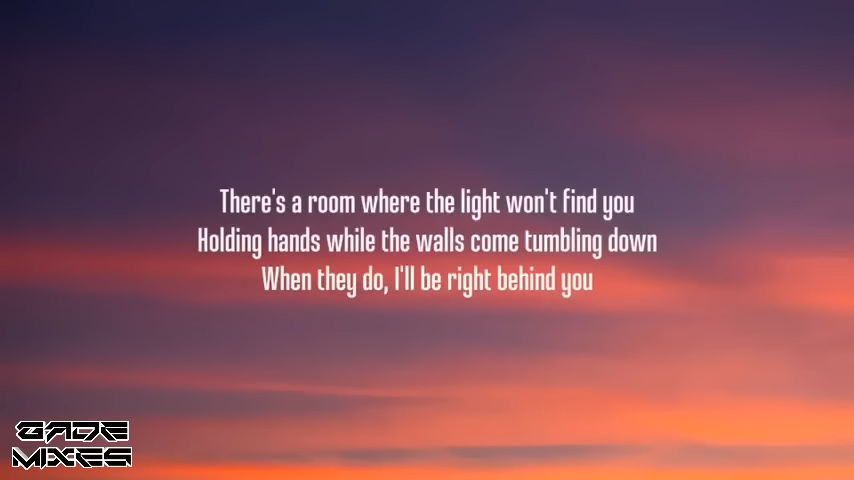 There's a room where the light won't find you
Holding hands while the walls come tumbling down
When they do, I'll be right behind you
GADE
MIXES